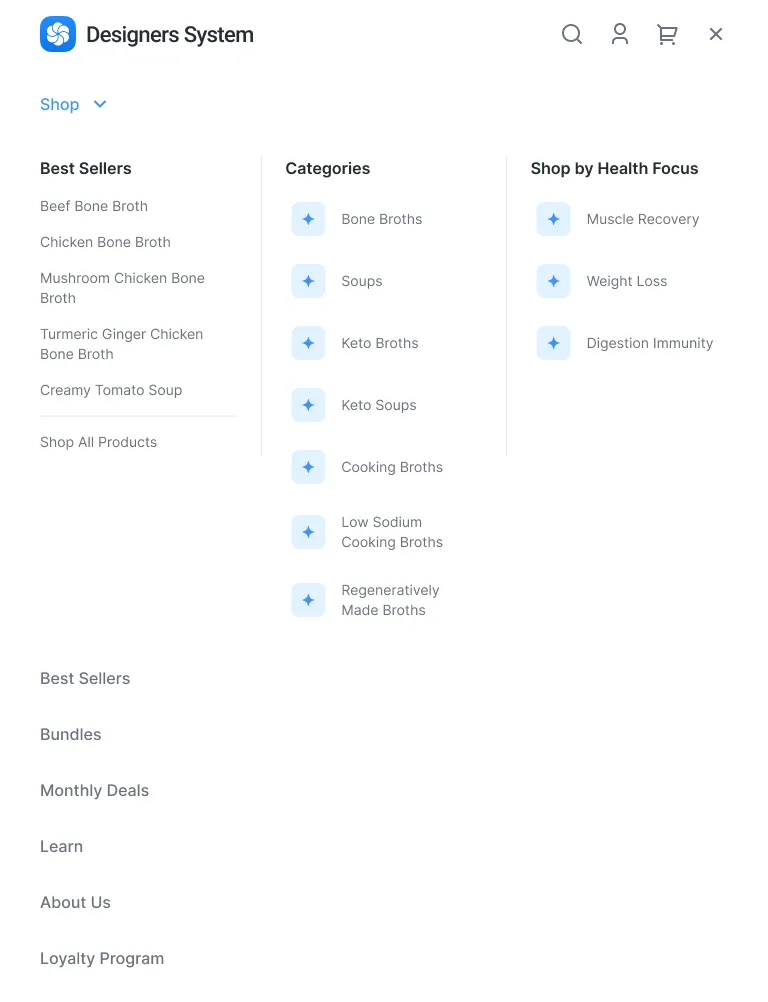 Designers System
Shop
Best Sellers
Beef Bone Broth
Chicken Bone Broth
Mushroom Chicken Bone
Broth
Turmeric Ginger Chicken
Bone Broth
Creamy Tomato Soup
Shop All Products
Categories
Bone Broths
Soups
Keto Broths
Keto Soups
Cooking Broths
Low Sodium
Cooking Broths
Regeneratively
Made Broths
Shop by Health Focus
Muscle Recovery
Weight Loss
Digestion Immunity
Best Sellers
Bundles
Monthly Deals
Learn
About Us
Loyalty Program